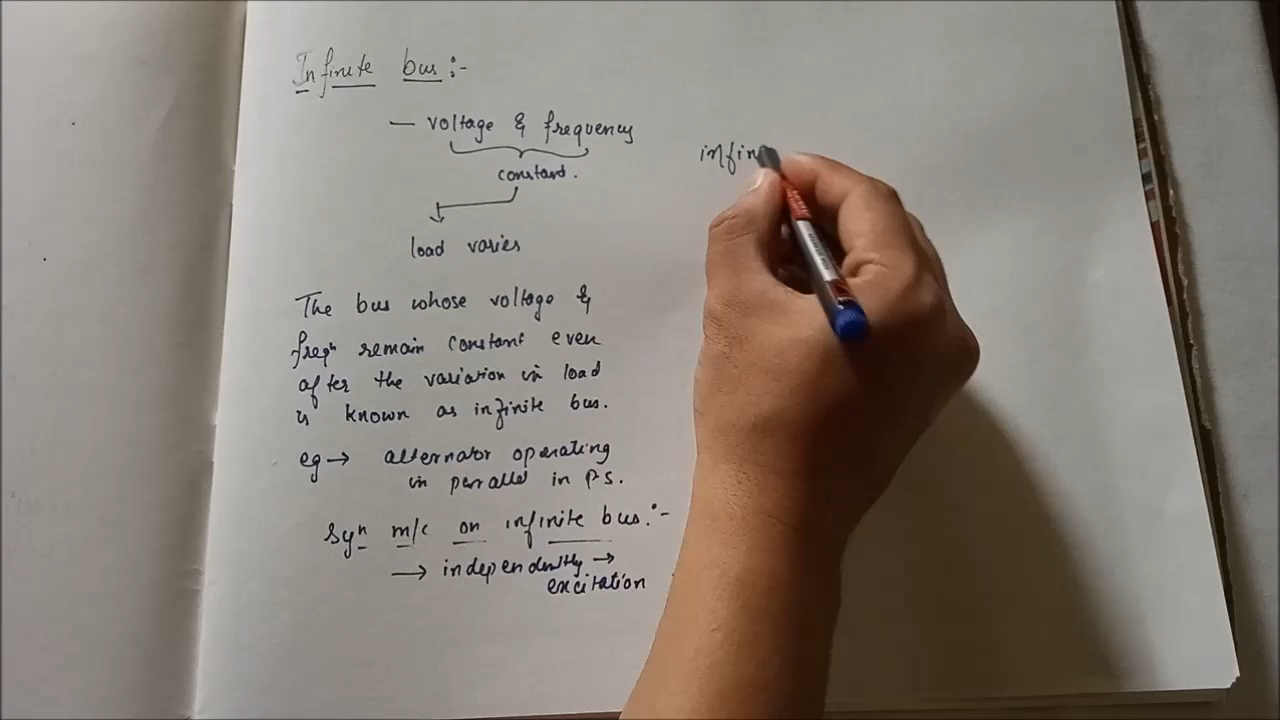 Infinite bus :-
— voltage & frequency
constant.
load varies
The bus whose voltage &
freqn remain constant even
after the variation in load
is known as infinite bus.
eg → alternator operating
in parallel in P.S.
Syn m/c on infinite bus :-
→ independently →
excitation
infin